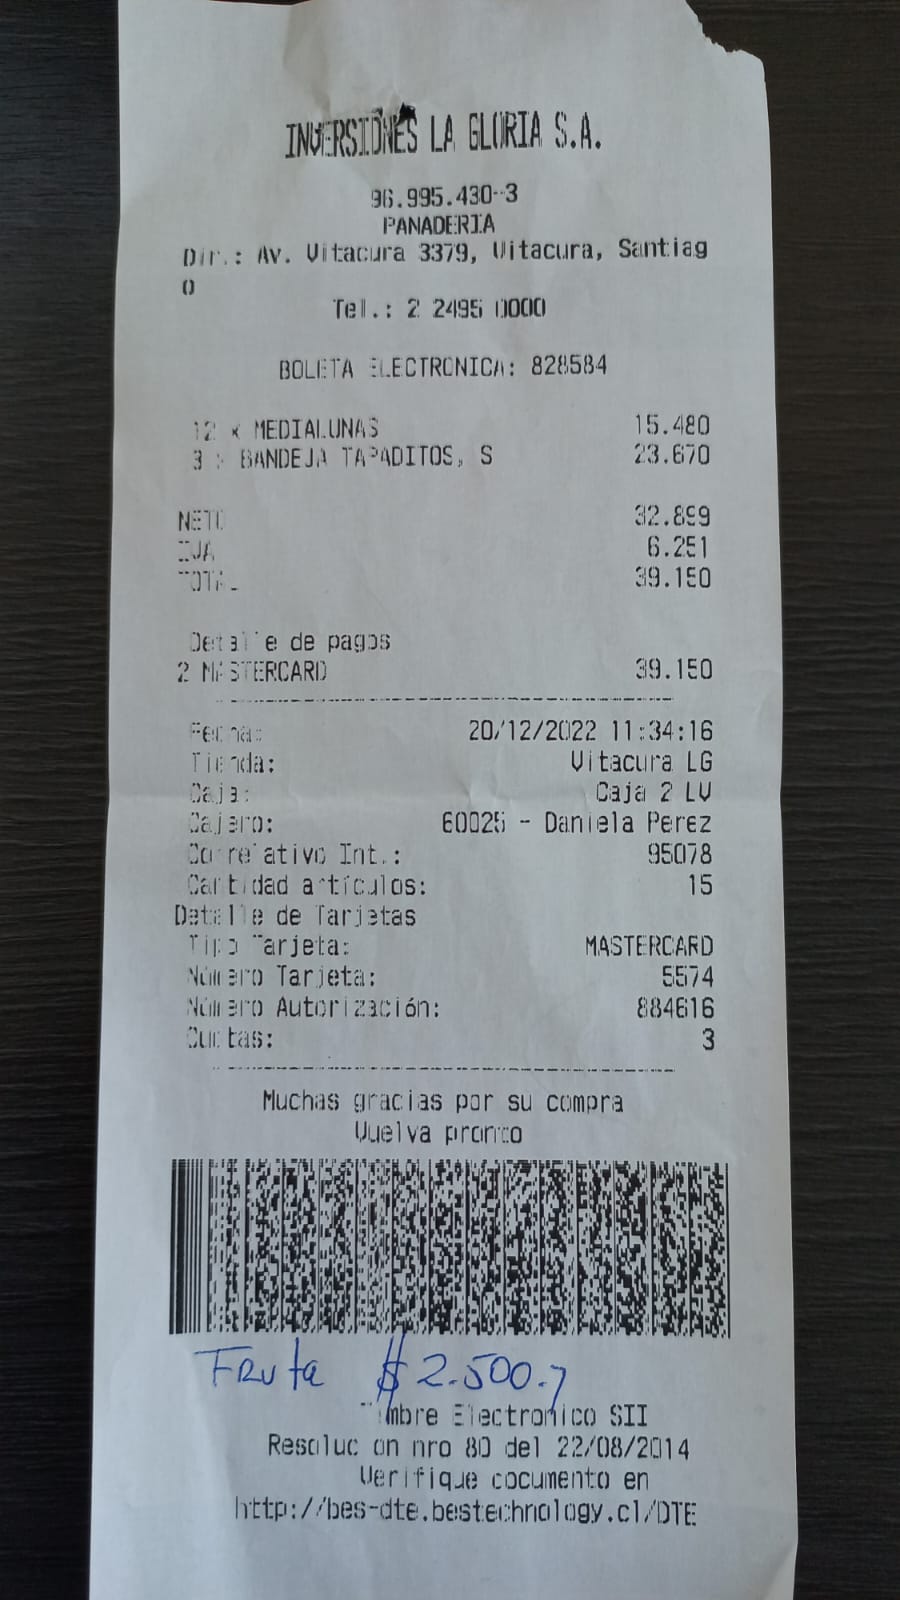 INVERSIONES LA GLORIA S.A.
96.995.430-3
PANADERIA
Dir.: Av. Vitacura 3379, Vitacura, Santiag
o
Tel.: 2 2495 0000
BOLETA ELECTRONICA: 828584
12 x MEDIALUNAS 15.480
3 x BANDEJA TAPADITOS, S 23.670
NETO 32.899
IVA 6.251
TOTAL 39.150
Detalle de pagos
2 MASTERCARD 39.150
Fecha: 20/12/2022 11:34:16
Tienda: Vitacura LG
Caja: Caja 2 LV
Cajero: 60025 - Daniela Perez
Correlativo Int.: 95078
Cantidad artículos: 15
Detalle de Tarjetas
Tipo Tarjeta: MASTERCARD
Número Tarjeta: 5574
Número Autorización: 884616
Cuotas: 3
Muchas gracias por su compra
Vuelva pronto
Fruta $ 2.500.-
Timbre Electronico SII
Resolucion nro 80 del 22/08/2014
Verifique documento en
http://bes-dte.bestechnology.cl/DTE